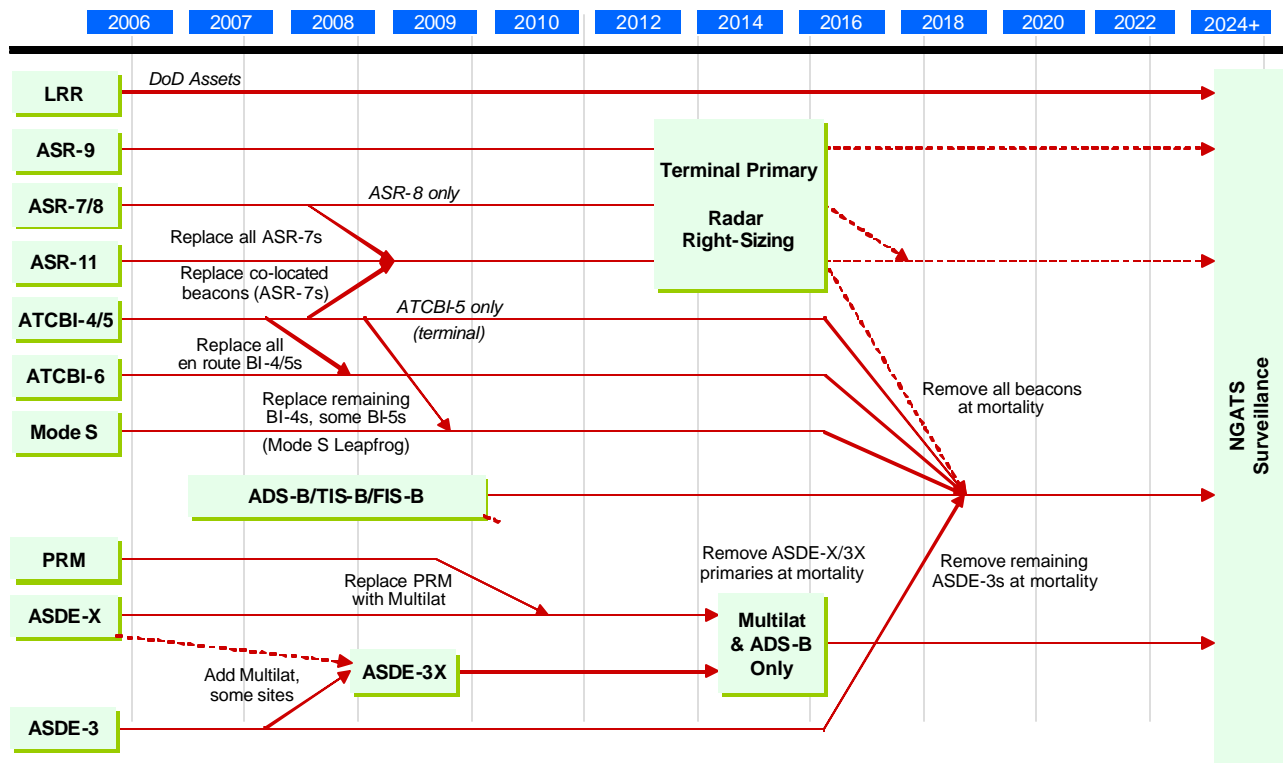 2006 2007 2008 2009 2010 2012 2014 2016 2018 2020 2022 2024+
DoD Assets
LRR
ASR-9
Terminal Primary
Radar
Right-Sizing
ASR-7/8
ASR-8 only
Replace all ASR-7s
ASR-11
Replace co-located
beacons (ASR-7s)
ATCBI-4/5
ATCBI-5 only
(terminal)
Replace all
en route BI-4/5s
ATCBI-6
Replace remaining
BI-4s, some BI-5s
(Mode S Leapfrog)
Remove all beacons
at mortality
Mode S
NGATS
Surveillance
ADS-B/TIS-B/FIS-B
PRM
Replace PRM
with Multilat
Remove ASDE-X/3X
primaries at mortality
Remove remaining
ASDE-3s at mortality
ASDE-X
Multilat
& ADS-B
Only
Add Multilat,
some sites
ASDE-3X
ASDE-3